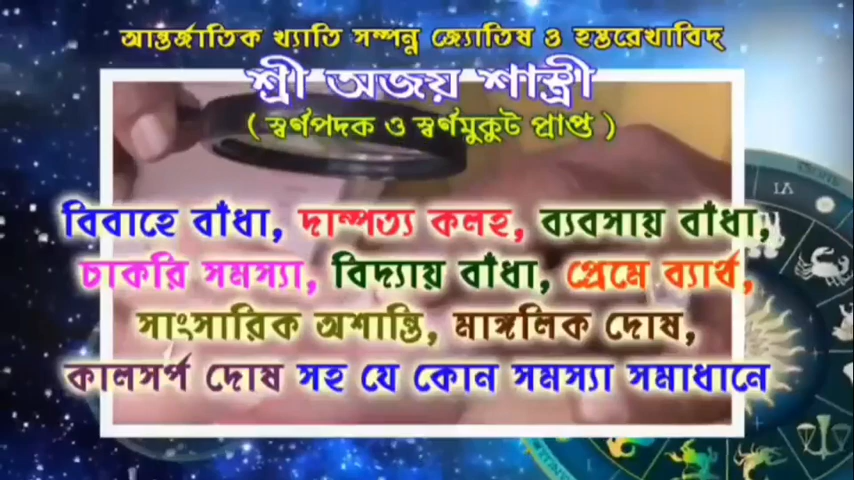 আন্তর্জাতিক খ্যাতি সম্পন্ন জ্যোতিষ ও হস্তরেখাবিদ্
শ্রী অজয় শাস্ত্রী
( স্বর্ণপদক ও স্বর্ণমুকুট প্রাপ্ত )
বিবাহে বাঁধা, দাম্পত্য কলহ, ব্যবসায় বাঁধা,
চাকরি সমস্যা, বিদ্যায় বাঁধা, প্রেমে ব্যার্থ,
সাংসারিক অশান্তি, মাঙ্গলিক দোষ,
কালসর্প দোষ সহ যে কোন সমস্যা সমাধানে